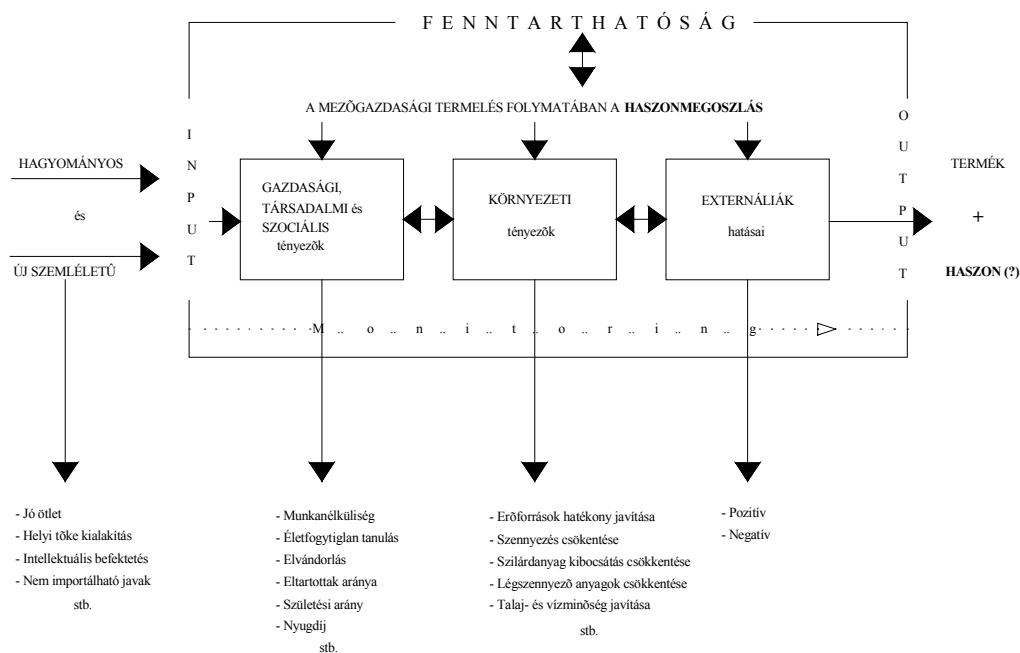 F E N N T A R T H A T Ó S Á G
A MEZÕGAZDASÁGI TERMELÉS FOLYMATÁBAN A HASZONMEGOSZLÁS
HAGYOMÁNYOS
és
ÚJ SZEMLÉLETÛ
I N P U T
GAZDASÁGI,
TÁRSADALMI és
SZOCIÁLIS
tényezõk
KÖRNYEZETI
tényezõk
EXTERNÁLIÁK
hatásai
O U T P U T
TERMÉK
+
HASZON (?)
M .. o .. n .. i .. t .. o .. r .. i .. n .. g
- Jó ötlet
- Helyi tõke kialakítás
- Intellektuális befektetés
- Nem importálható javak
stb.
- Munkanélküliség
- Életfogytiglan tanulás
- Elvándorlás
- Eltartottak aránya
- Születési arány
- Nyugdíj
stb.
- Erõforrások hatékony javítása
- Szennyezés csökentése
- Szilárdanyag kibocsátás csökkentése
- Légszennyezõ anyagok csökkentése
- Talaj- és vízminõség javítása
stb.
- Pozitív
- Negatív